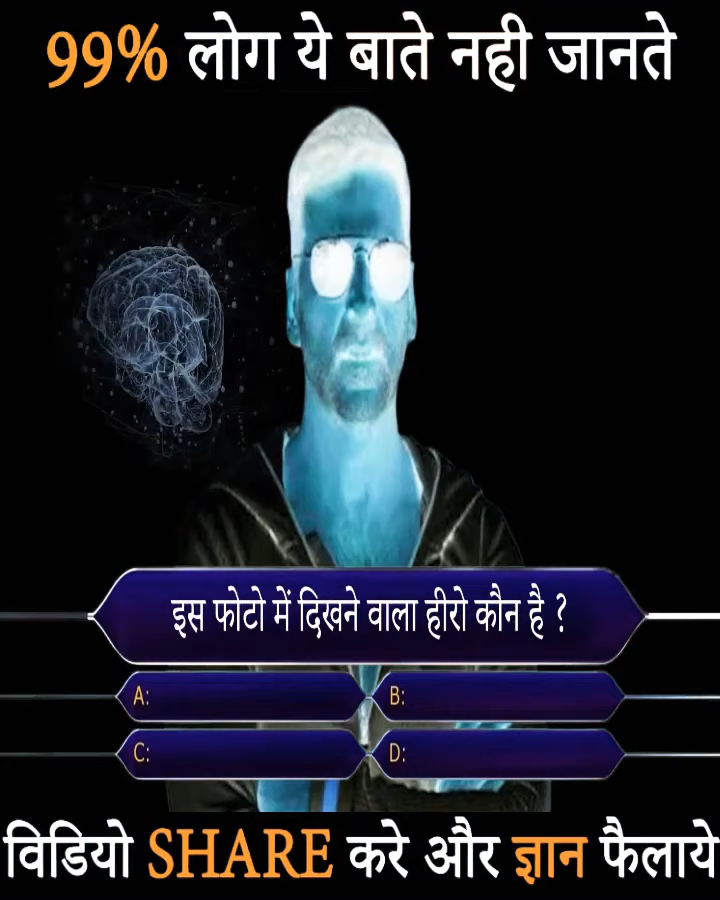 99% लोग ये बाते नही जानते
इस फोटो में दिखने वाला हीरो कौन है ?
A: B:
C: D:
विडियो SHARE करे और ज्ञान फैलाये